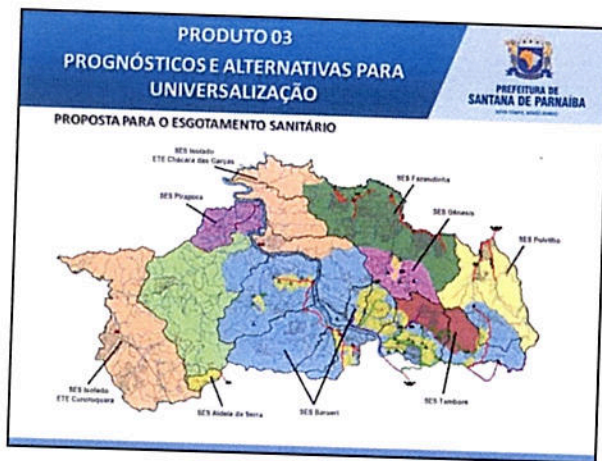 PRODUTO 03
PROGNÓSTICOS E ALTERNATIVAS PARA
UNIVERSALIZAÇÃO
PREFEITURA DE
SANTANA DE PARNAÍBA
PROPOSTA PARA O ESGOTAMENTO SANITÁRIO
SES Isolado
ETE Chácara das Garças
SES Fazendinha
SES Pirapora
SES Gênesis
SES Polvilho
SES Isolado
ETE Cururuquara
SES Aldeia da Serra
SES Barueri
SES Tamboré